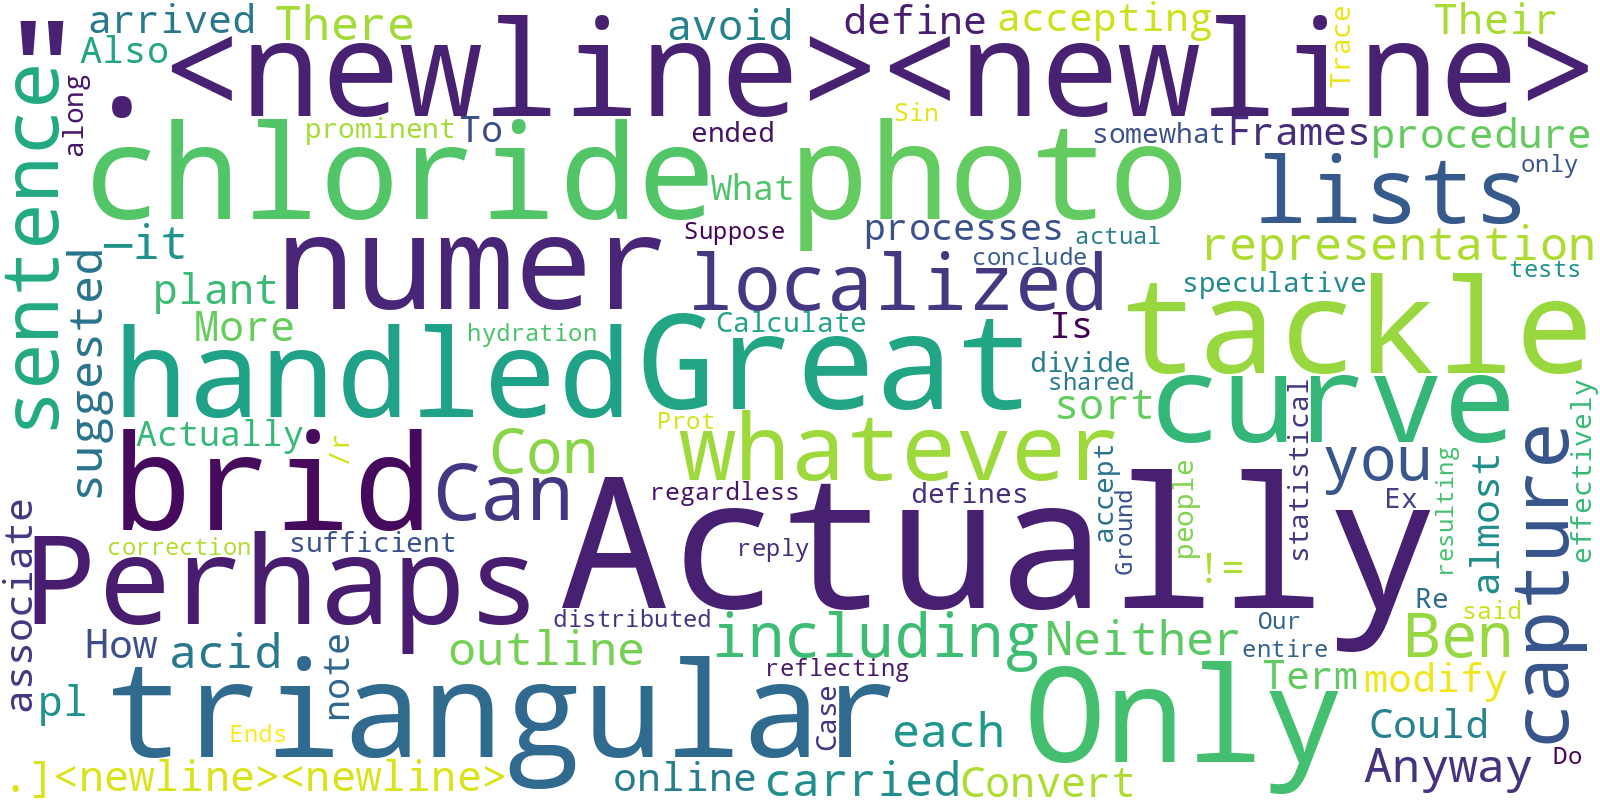 arrived
There
avoid
define
accepting
Their
Also
.<newline><newline>
Trace
sentence"
along
prominent
To
ended
Sin
somewhat
Frames
procedure
chloride
photo
What
lists
only
—it
numer
Suppose
processes
actual
representation
suggested
localized
conclude
speculative
tests
plant
More
hydration
Calculate
Is
tackle
handled
Great
divide
shared
sort
curve
statistical
effectively
Actually
/r
Prot
whatever
brid
Con
Can
regardless
defines
accept
Ground
people
you
Ex
resulting
almost
capture
associate
correction
sufficient
Perhaps
reply
Actually
!=
distributed
Re
said
How
acid
note
outline
including
Neither
Our
entire
Ben
pl
triangular
reflecting
Case
each
Only
Term
modify
Ends
Could
.]<newline><newline>
online
carried
Convert
Anyway
Do